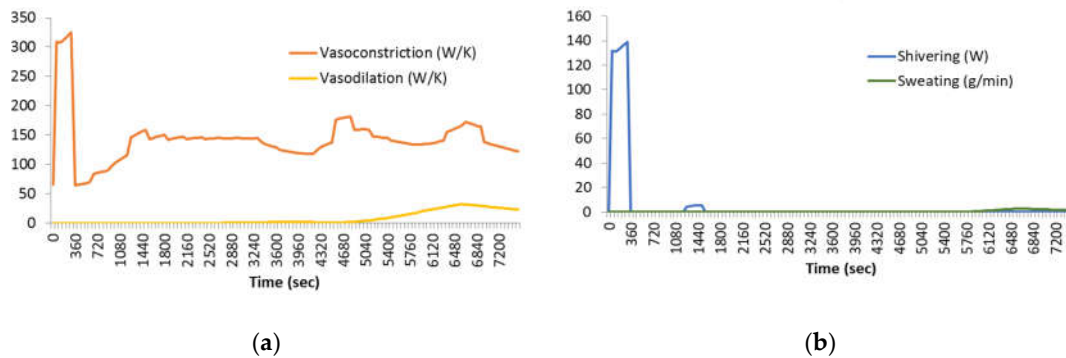 350
300
250
200
150
100
50
0
Vasoconstriction (W/K)
Vasodilation (W/K)
0 360 720 1080 1440 1800 2160 2520 2880 3240 3600 3960 4320 4680 5040 5400 5760 6120 6480 6840 7200
Time (sec)
(a)
160
140
120
100
80
60
40
20
0
Shivering (W)
Sweating (g/min)
0 360 720 1080 1440 1800 2160 2520 2880 3240 3600 3960 4320 4680 5040 5400 5760 6120 6480 6840 7200
Time (sec)
(b)